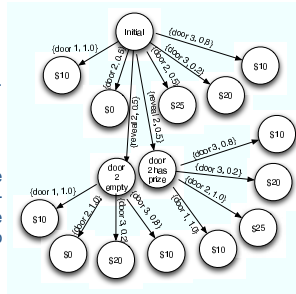 Initial
{door 1, 1.0}
{door 2, 0.5}
{reveal 2, 0.5}
{reveal 2, 0.5}
{door 2, 0.5}
{door 3, 0.2}
{door 3, 0.8}
$10
$0
$25
$20
$10
door
2
empty
door
2 has
prize
{door 1, 1.0}
{door 2, 1.0}
{door 3, 0.2}
{door 3, 0.8}
{door 1, 1.0}
{door 2, 1.0}
{door 3, 0.2}
{door 3, 0.8}
$10
$0
$20
$10
$10
$25
$20
$10